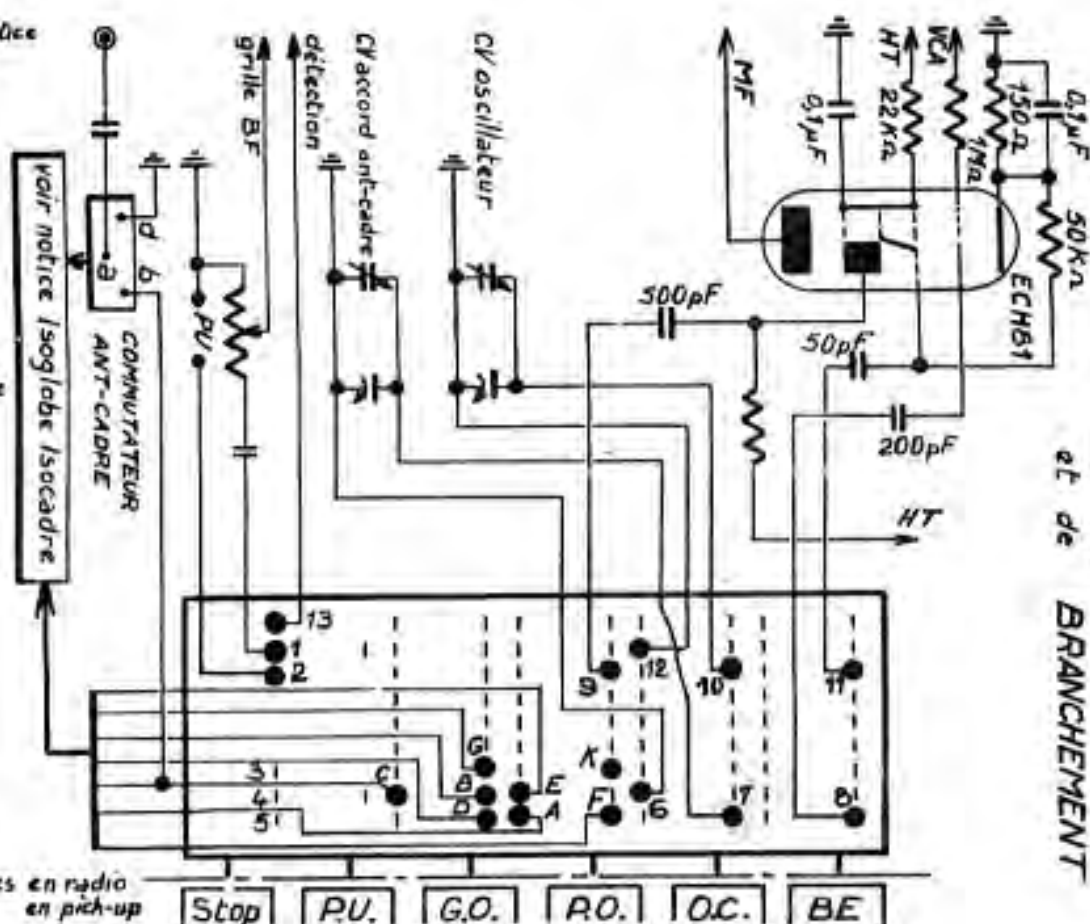 et de BRANCHEMENT
0,1µF
50KΩ
150Ω
1MΩ
VCA
HT 22KΩ
0,1µF
ECH81
MF
CV oscillateur
CV accord ant-cadre
détection
grille BF
500pF
50pF
200pF
HT
PU
d b
a
COMMUTATEUR
ANT-CADRE
voir notice Isoglobe Isocadre
13
1
2
3
4
5
C
G
B
D
E
A
9
12
10
11
K
F
6
7
8
en radio
en pick-up
Stop
P.U.
G.O.
P.O.
O.C.
BE